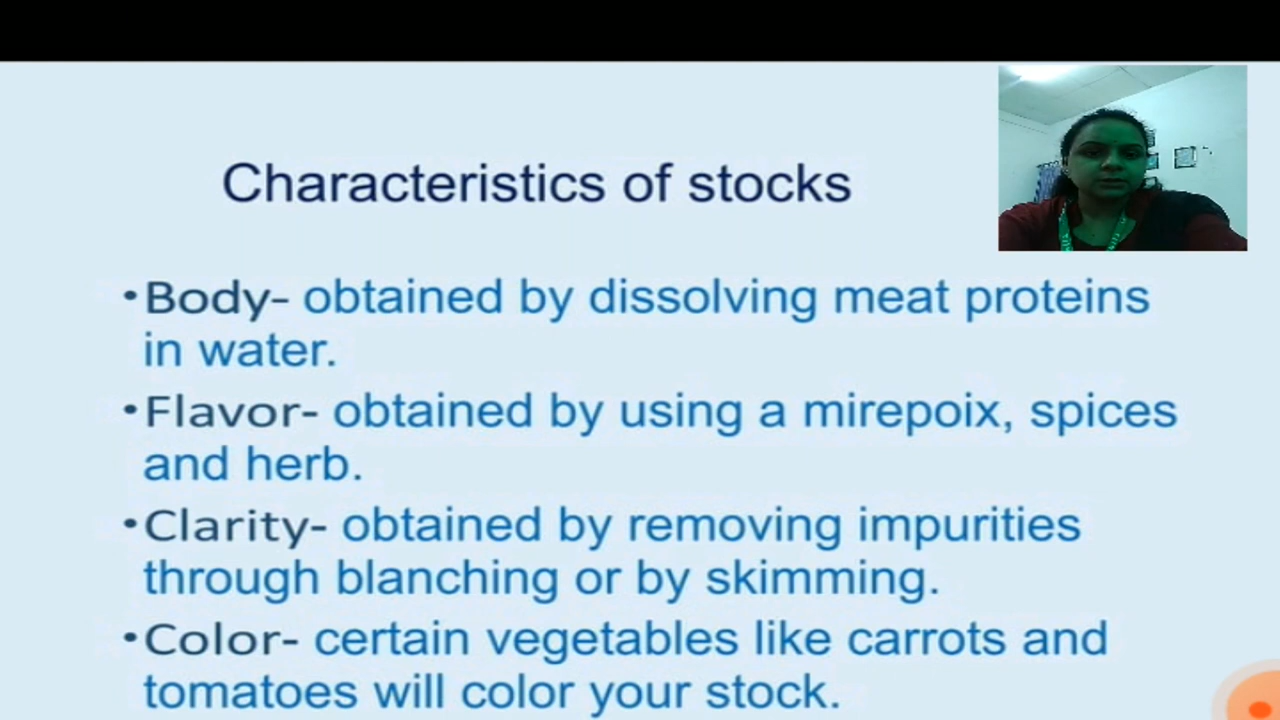 Characteristics of stocks
•Body- obtained by dissolving meat proteins
in water.
•Flavor- obtained by using a mirepoix, spices
and herb.
•Clarity- obtained by removing impurities
through blanching or by skimming.
•Color- certain vegetables like carrots and
tomatoes will color your stock.